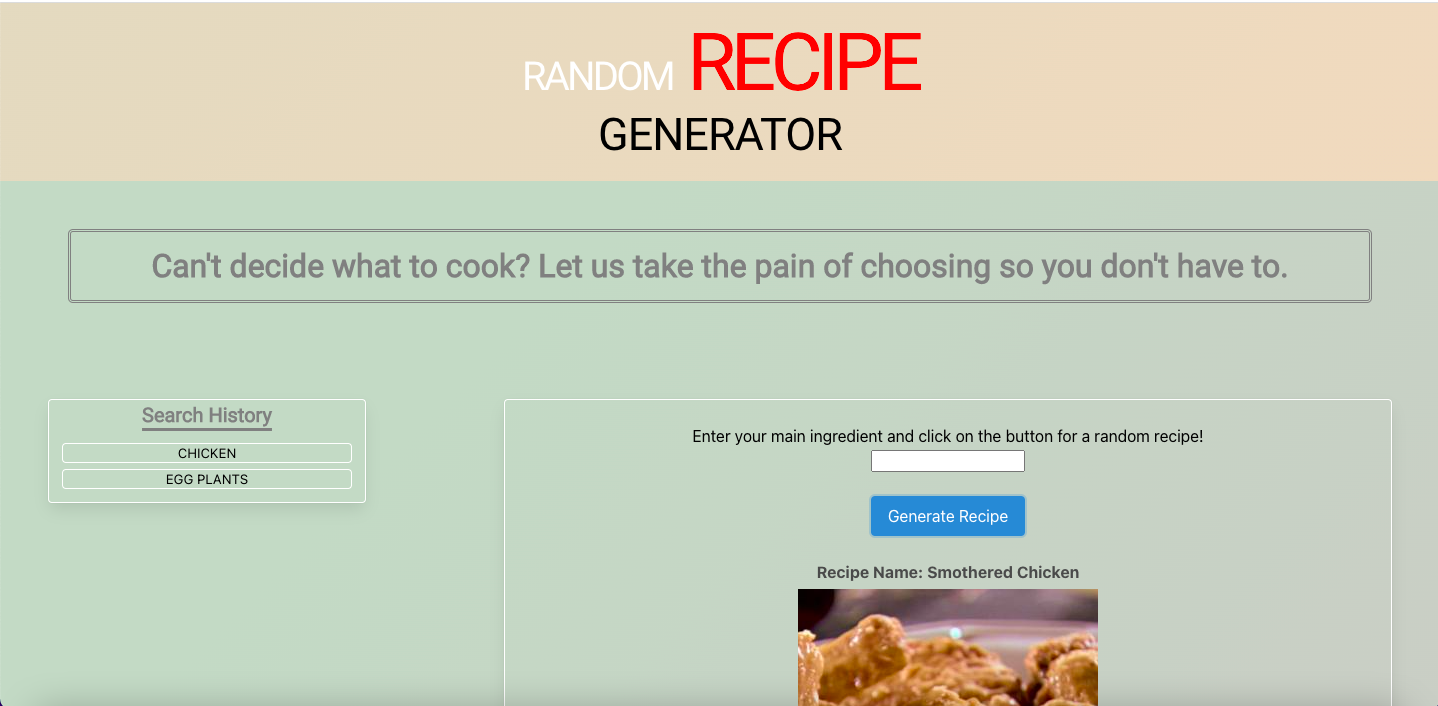 RANDOM RECIPE
GENERATOR
Can't decide what to cook? Let us take the pain of choosing so you don't have to.
Search History
CHICKEN
EGG PLANTS
Enter your main ingredient and click on the button for a random recipe!
Generate Recipe
Recipe Name: Smothered Chicken